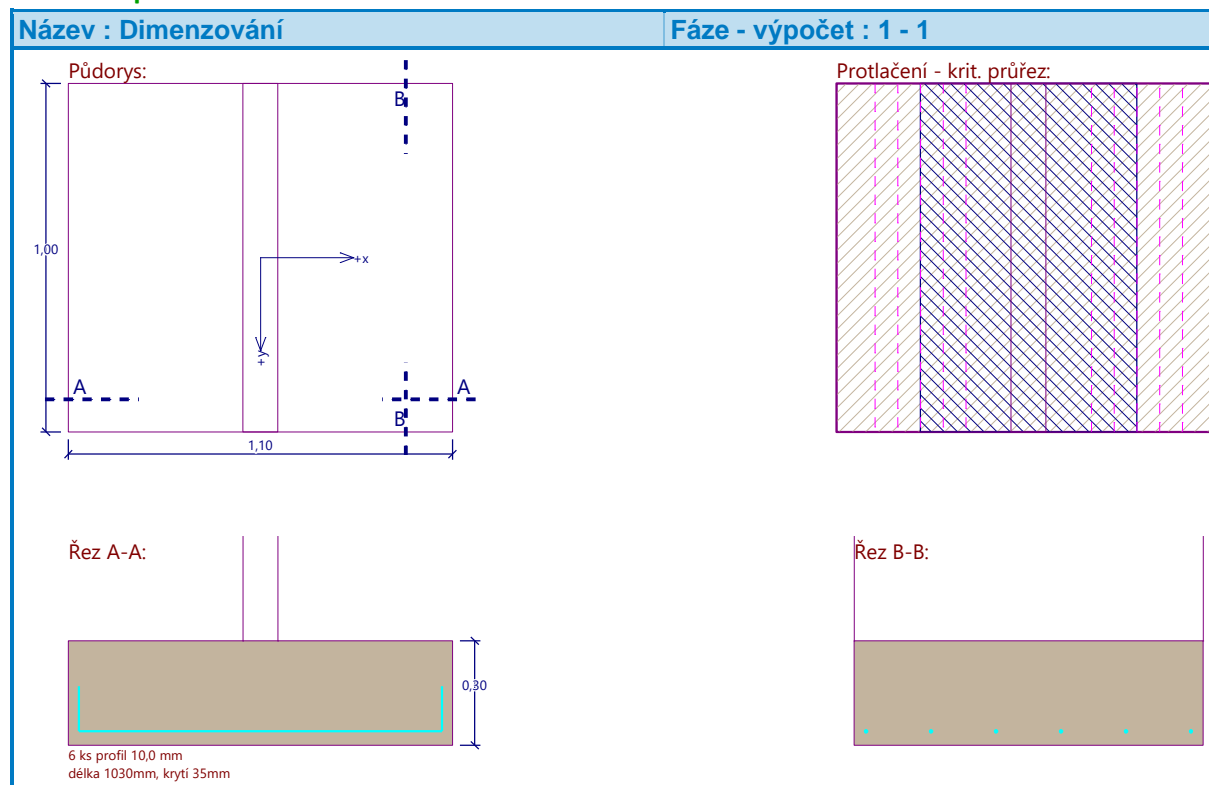 Název : Dimenzování
Fáze - výpočet : 1 - 1
Půdorys:
Protlačení - krit. průřez:
B
1,00
+x
+y
A
A
B
1,10
Řez A-A:
Řez B-B:
0,30
6 ks profil 10,0 mm
délka 1030mm, krytí 35mm